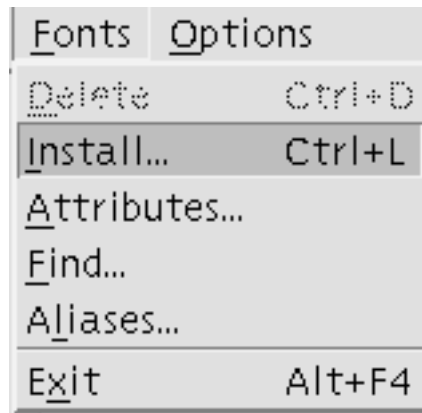 Fonts Options
Delete Ctrl+D
Install... Ctrl+L
Attributes...
Find...
Aliases...
Exit Alt+F4